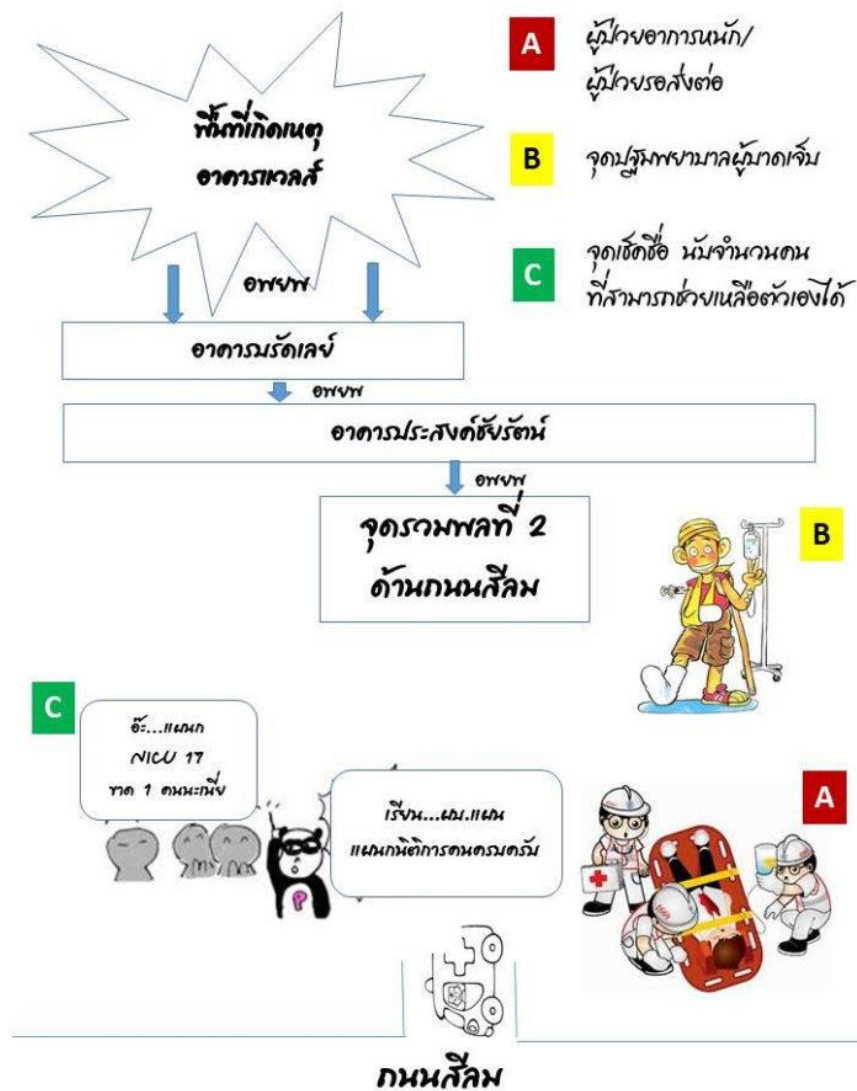 A
ผู้ป่วยอาการหนัก/
ผู้ป่วยรอส่งต่อ
พื้นที่เกิดเหตุ
อาคารแวลส์
B
จุดปฐมพยาบาลผู้บาดเจ็บ
C
จุดเช็คชื่อ นับจำนวนคน
ที่สามารถช่วยเหลือตัวเองได้
อพยพ
อาคารบรัดเลย์
อพยพ
อาคารประสงค์ชัยรัตน์
อพยพ
จุดรวมพลที่ 2
ด้านถนนสีลม
B
C
อ๊ะ...แผนก
NICU 17
ขาด 1 คนนะเนี่ย
เรียน...ผบ.แผน
แผนกนิติการคนครบครับ
P
A
1669
ถนนสีลม